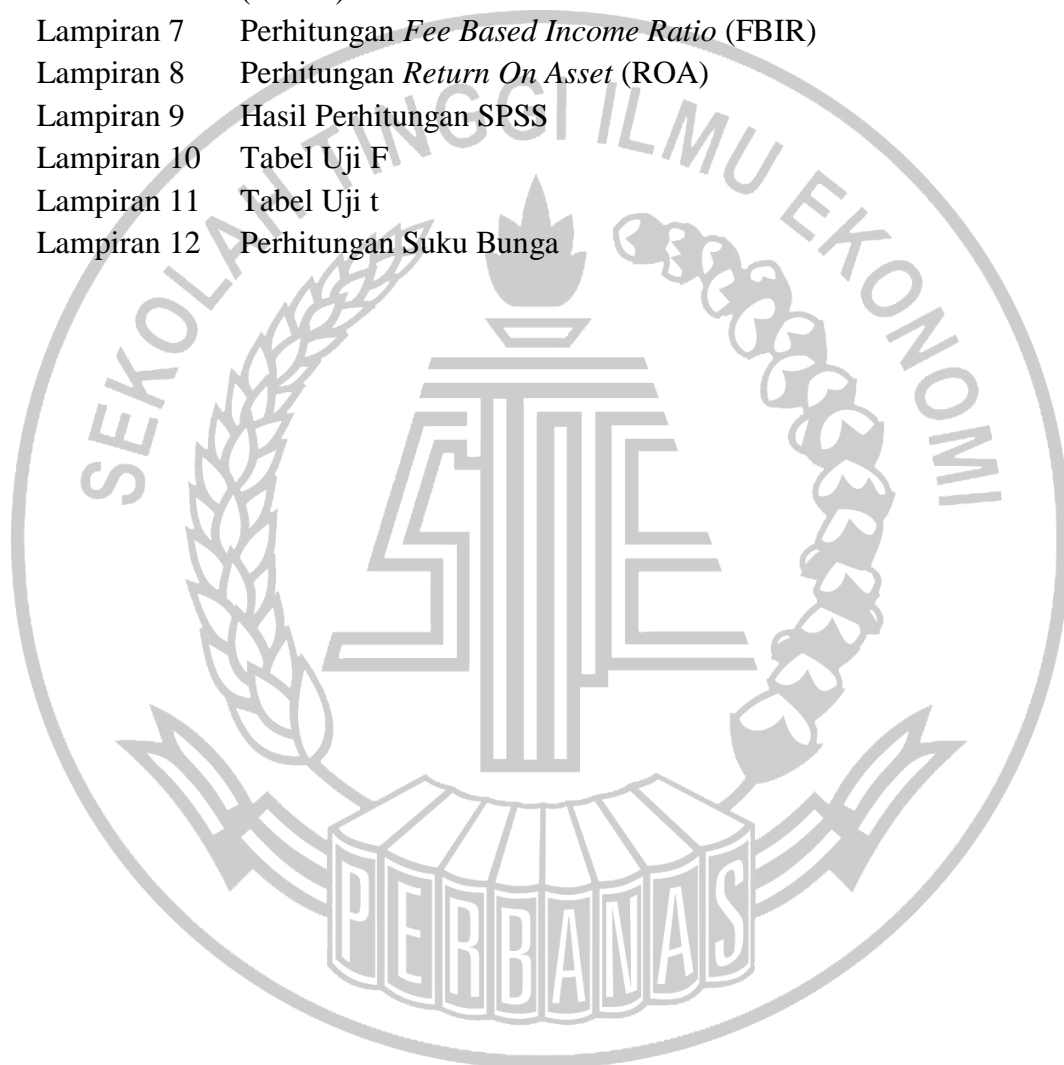 Lampiran 7 Perhitungan Fee Based Income Ratio (FBIR)
Lampiran 8 Perhitungan Return On Asset (ROA)
Lampiran 9 Hasil Perhitungan SPSS
Lampiran 10 Tabel Uji F
Lampiran 11 Tabel Uji t
Lampiran 12 Perhitungan Suku Bunga
SEKOLAH TINGGI ILMU EKONOMI
PERBANAS